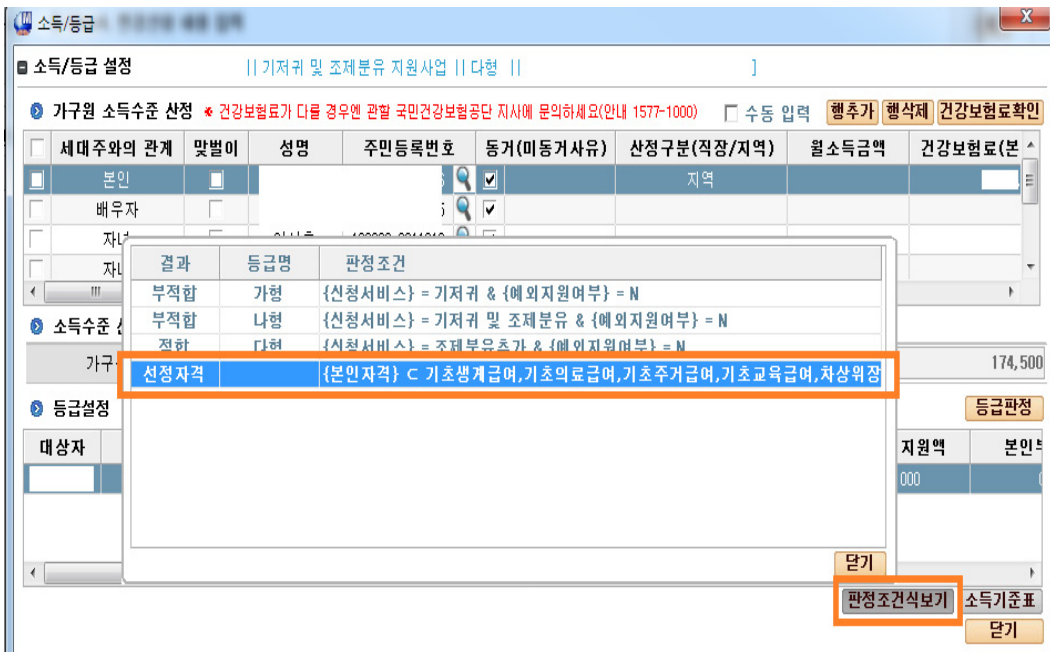 소득/등급
소득/등급 설정 || 기저귀 및 조제분유 지원사업 || 다형 || ]
가구원 소득수준 산정 * 건강보험료가 다를 경우엔 관할 국민건강보험공단 지사에 문의하세요(안내 1577-1000) 수동 입력 행추가 행삭제 건강보험료확인
세대주와의 관계 맞벌이 성명 주민등록번호 동거(미동거사유) 산정구분(직장/지역) 월소득금액 건강보험료(본
본인 지역
배우자 5
결과 등급명 판정조건
부적합 가형 {신청서비스} = 기저귀 & {예외지원여부} = N
부적합 나형 {신청서비스} = 기저귀 및 조제분유 & {예외지원여부} = N
적합 다형 {신청서비스} = 조제분유추가 & {예외지원여부} = N
선정자격 {본인자격} ⊂ 기초생계급여,기초의료급여,기초주거급여,기초교육급여,차상위장
소득수준
174,500
등급설정 등급판정
대상자 지원액 본인
000
닫기
판정조건식보기 소득기준표
닫기